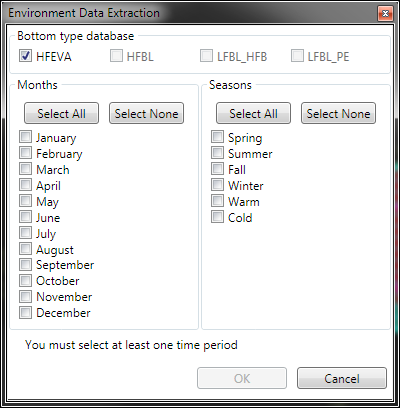 Environment Data Extraction
Bottom type database
HFEVA HFBL LFBL_HFB LFBL_PE
Months
Select All Select None
January
February
March
April
May
June
July
August
September
October
November
December
Seasons
Select All Select None
Spring
Summer
Fall
Winter
Warm
Cold
You must select at least one time period
OK Cancel